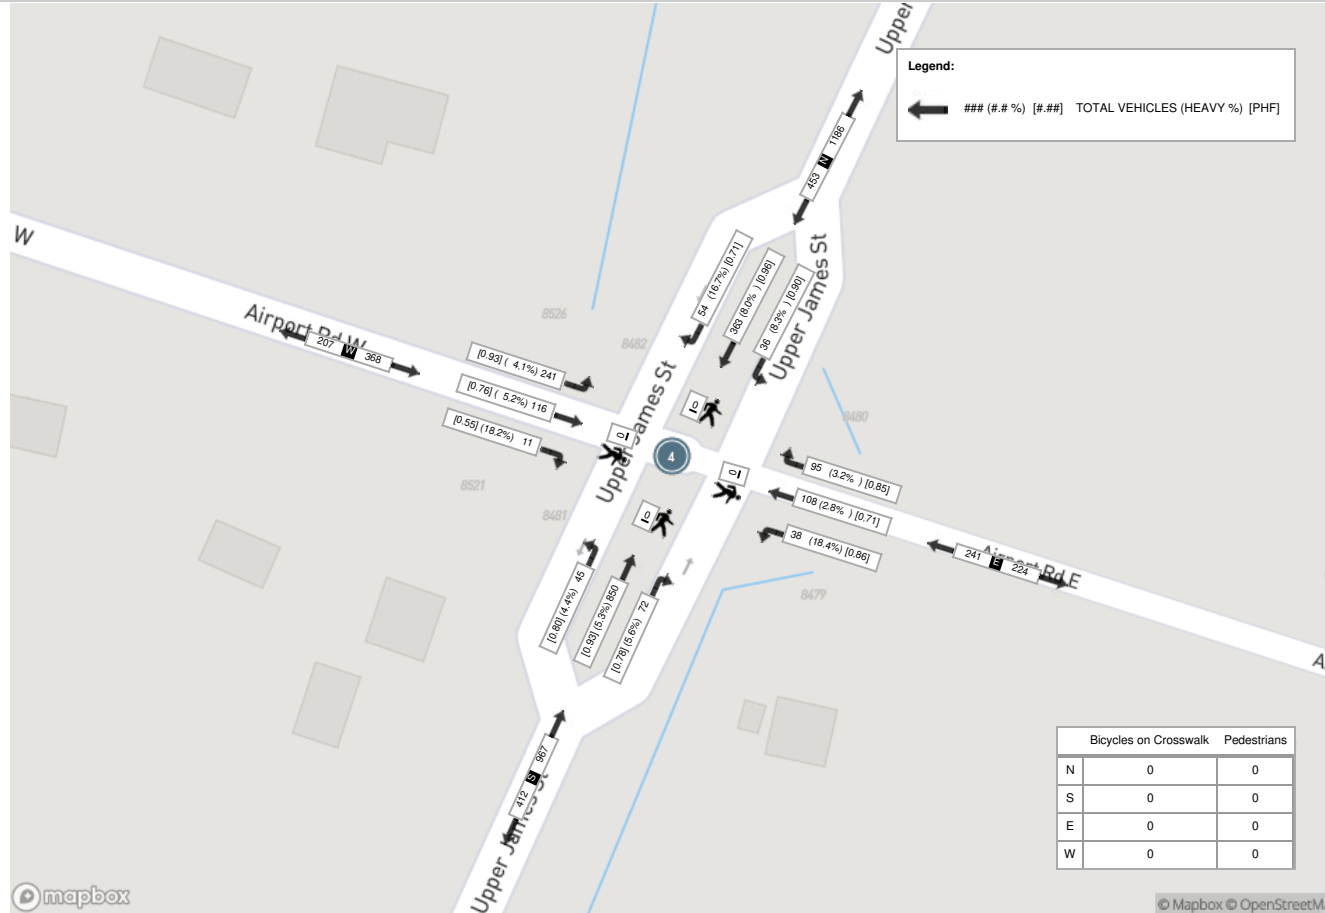 Upper
Legend:
### (#.# %) [#.##] TOTAL VEHICLES (HEAVY %) [PHF]
453 N 1186
W
Airport Rd W
207 W 368
8526
8482
54 (16.7%) [0.71]
363 (8.0% ) [0.96]
36 (8.3% ) [0.90]
Upper James St
[0.93] ( 4.1%) 241
[0.76] ( 5.2%) 116
[0.55] (18.2%) 11
Upper James St
0
0
4
0
0
8480
95 (3.2% ) [0.85]
108 (2.8% ) [0.71]
38 (18.4%) [0.86]
8521
8481
241 E 224
Airport Rd E
8479
[0.80] (4.4%) 45
[0.93] (5.3%) 850
[0.78] (5.6%) 72
A
412 S 967
Upper James St
Bicycles on Crosswalk Pedestrians
N 0 0
S 0 0
E 0 0
W 0 0
mapbox
© Mapbox © OpenStreetM